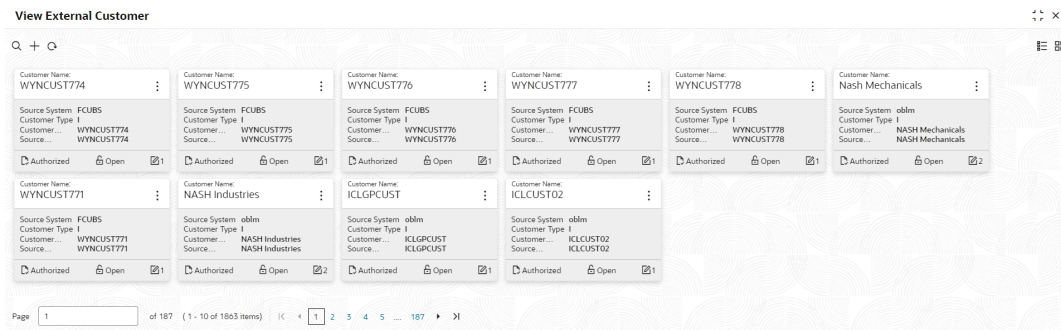 View External Customer
Customer Name:
WYNCUST774
Source System FCUBS
Customer Type I
Customer... WYNCUST774
Source... WYNCUST774
Authorized Open 1
Customer Name:
WYNCUST775
Source System FCUBS
Customer Type I
Customer... WYNCUST775
Source... WYNCUST775
Authorized Open 1
Customer Name:
WYNCUST776
Source System FCUBS
Customer Type I
Customer... WYNCUST776
Source... WYNCUST776
Authorized Open 1
Customer Name:
WYNCUST777
Source System FCUBS
Customer Type I
Customer... WYNCUST777
Source... WYNCUST777
Authorized Open 1
Customer Name:
WYNCUST778
Source System FCUBS
Customer Type I
Customer... WYNCUST778
Source... WYNCUST778
Authorized Open 1
Customer Name:
Nash Mechanicals
Source System oblm
Customer Type I
Customer... NASH Mechanicals
Source... NASH Mechanicals
Authorized Open 2
Customer Name:
WYNCUST771
Source System FCUBS
Customer Type I
Customer... WYNCUST771
Source... WYNCUST771
Authorized Open 1
Customer Name:
NASH Industries
Source System oblm
Customer Type I
Customer... NASH Industries
Source... NASH Industries
Authorized Open 2
Customer Name:
ICLGPCUST
Source System oblm
Customer Type I
Customer... ICLGPCUST
Source... ICLGPCUST
Authorized Open 1
Customer Name:
ICLCUST02
Source System oblm
Customer Type I
Customer... ICLCUST02
Source... ICLCUST02
Authorized Open 1
Page 1 of 187 ( 1 - 10 of 1863 items) 1 2 3 4 5 .... 187